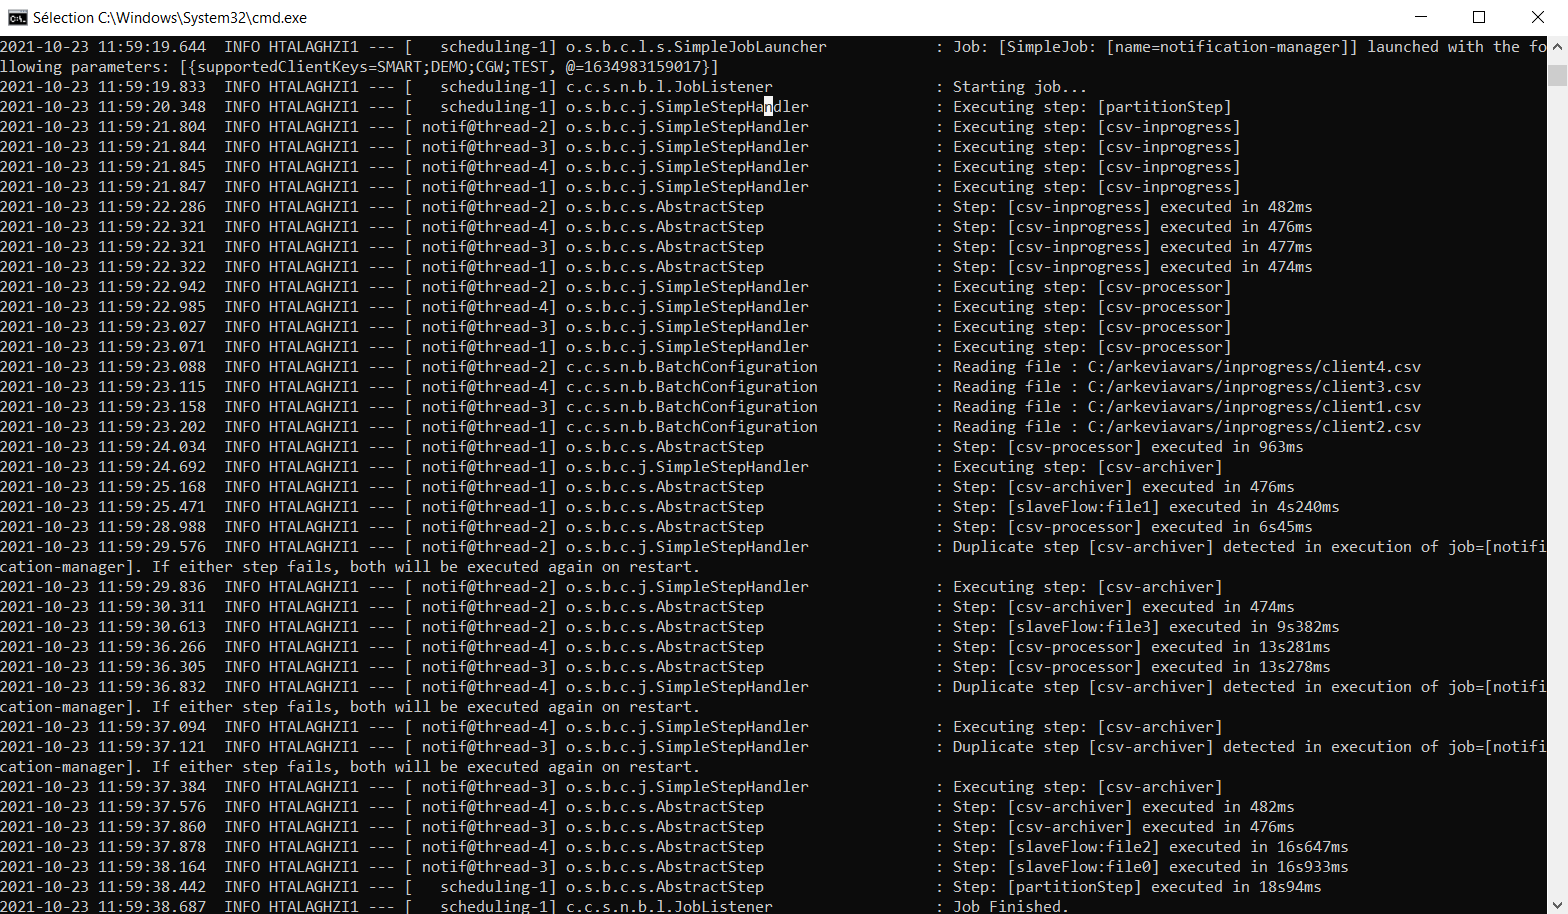 Sélection C:\Windows\System32\cmd.exe
2021-10-23 11:59:19.644  INFO HTALAGHZI1 --- [   scheduling-1] o.s.b.c.l.s.SimpleJobLauncher            : Job: [SimpleJob: [name=notification-manager]] launched with the fo
llowing parameters: [{supportedClientKeys=SMART;DEMO;CGW;TEST, @=1634983159017}]
2021-10-23 11:59:19.833  INFO HTALAGHZI1 --- [   scheduling-1] c.c.s.n.b.l.JobListener                  : Starting job...
2021-10-23 11:59:20.348  INFO HTALAGHZI1 --- [   scheduling-1] o.s.b.c.j.SimpleStepHandler              : Executing step: [partitionStep]
2021-10-23 11:59:21.804  INFO HTALAGHZI1 --- [ notif@thread-2] o.s.b.c.j.SimpleStepHandler              : Executing step: [csv-inprogress]
2021-10-23 11:59:21.844  INFO HTALAGHZI1 --- [ notif@thread-3] o.s.b.c.j.SimpleStepHandler              : Executing step: [csv-inprogress]
2021-10-23 11:59:21.845  INFO HTALAGHZI1 --- [ notif@thread-4] o.s.b.c.j.SimpleStepHandler              : Executing step: [csv-inprogress]
2021-10-23 11:59:21.847  INFO HTALAGHZI1 --- [ notif@thread-1] o.s.b.c.j.SimpleStepHandler              : Executing step: [csv-inprogress]
2021-10-23 11:59:22.286  INFO HTALAGHZI1 --- [ notif@thread-2] o.s.b.c.s.AbstractStep                   : Step: [csv-inprogress] executed in 482ms
2021-10-23 11:59:22.321  INFO HTALAGHZI1 --- [ notif@thread-4] o.s.b.c.s.AbstractStep                   : Step: [csv-inprogress] executed in 476ms
2021-10-23 11:59:22.321  INFO HTALAGHZI1 --- [ notif@thread-3] o.s.b.c.s.AbstractStep                   : Step: [csv-inprogress] executed in 477ms
2021-10-23 11:59:22.322  INFO HTALAGHZI1 --- [ notif@thread-1] o.s.b.c.s.AbstractStep                   : Step: [csv-inprogress] executed in 474ms
2021-10-23 11:59:22.942  INFO HTALAGHZI1 --- [ notif@thread-2] o.s.b.c.j.SimpleStepHandler              : Executing step: [csv-processor]
2021-10-23 11:59:22.985  INFO HTALAGHZI1 --- [ notif@thread-4] o.s.b.c.j.SimpleStepHandler              : Executing step: [csv-processor]
2021-10-23 11:59:23.027  INFO HTALAGHZI1 --- [ notif@thread-3] o.s.b.c.j.SimpleStepHandler              : Executing step: [csv-processor]
2021-10-23 11:59:23.071  INFO HTALAGHZI1 --- [ notif@thread-1] o.s.b.c.j.SimpleStepHandler              : Executing step: [csv-processor]
2021-10-23 11:59:23.088  INFO HTALAGHZI1 --- [ notif@thread-2] c.c.s.n.b.BatchConfiguration             : Reading file : C:/arkeviavars/inprogress/client4.csv
2021-10-23 11:59:23.115  INFO HTALAGHZI1 --- [ notif@thread-4] c.c.s.n.b.BatchConfiguration             : Reading file : C:/arkeviavars/inprogress/client3.csv
2021-10-23 11:59:23.158  INFO HTALAGHZI1 --- [ notif@thread-3] c.c.s.n.b.BatchConfiguration             : Reading file : C:/arkeviavars/inprogress/client1.csv
2021-10-23 11:59:23.202  INFO HTALAGHZI1 --- [ notif@thread-1] c.c.s.n.b.BatchConfiguration             : Reading file : C:/arkeviavars/inprogress/client2.csv
2021-10-23 11:59:24.034  INFO HTALAGHZI1 --- [ notif@thread-1] o.s.b.c.s.AbstractStep                   : Step: [csv-processor] executed in 963ms
2021-10-23 11:59:24.692  INFO HTALAGHZI1 --- [ notif@thread-1] o.s.b.c.j.SimpleStepHandler              : Executing step: [csv-archiver]
2021-10-23 11:59:25.168  INFO HTALAGHZI1 --- [ notif@thread-1] o.s.b.c.s.AbstractStep                   : Step: [csv-archiver] executed in 476ms
2021-10-23 11:59:25.471  INFO HTALAGHZI1 --- [ notif@thread-1] o.s.b.c.s.AbstractStep                   : Step: [slaveFlow:file1] executed in 4s240ms
2021-10-23 11:59:28.988  INFO HTALAGHZI1 --- [ notif@thread-2] o.s.b.c.s.AbstractStep                   : Step: [csv-processor] executed in 6s45ms
2021-10-23 11:59:29.576  INFO HTALAGHZI1 --- [ notif@thread-2] o.s.b.c.j.SimpleStepHandler              : Duplicate step [csv-archiver] detected in execution of job=[notifi
cation-manager]. If either step fails, both will be executed again on restart.
2021-10-23 11:59:29.836  INFO HTALAGHZI1 --- [ notif@thread-2] o.s.b.c.j.SimpleStepHandler              : Executing step: [csv-archiver]
2021-10-23 11:59:30.311  INFO HTALAGHZI1 --- [ notif@thread-2] o.s.b.c.s.AbstractStep                   : Step: [csv-archiver] executed in 474ms
2021-10-23 11:59:30.613  INFO HTALAGHZI1 --- [ notif@thread-2] o.s.b.c.s.AbstractStep                   : Step: [slaveFlow:file3] executed in 9s382ms
2021-10-23 11:59:36.266  INFO HTALAGHZI1 --- [ notif@thread-4] o.s.b.c.s.AbstractStep                   : Step: [csv-processor] executed in 13s281ms
2021-10-23 11:59:36.305  INFO HTALAGHZI1 --- [ notif@thread-3] o.s.b.c.s.AbstractStep                   : Step: [csv-processor] executed in 13s278ms
2021-10-23 11:59:36.832  INFO HTALAGHZI1 --- [ notif@thread-4] o.s.b.c.j.SimpleStepHandler              : Duplicate step [csv-archiver] detected in execution of job=[notifi
cation-manager]. If either step fails, both will be executed again on restart.
2021-10-23 11:59:37.094  INFO HTALAGHZI1 --- [ notif@thread-4] o.s.b.c.j.SimpleStepHandler              : Executing step: [csv-archiver]
2021-10-23 11:59:37.121  INFO HTALAGHZI1 --- [ notif@thread-3] o.s.b.c.j.SimpleStepHandler              : Duplicate step [csv-archiver] detected in execution of job=[notifi
cation-manager]. If either step fails, both will be executed again on restart.
2021-10-23 11:59:37.384  INFO HTALAGHZI1 --- [ notif@thread-3] o.s.b.c.j.SimpleStepHandler              : Executing step: [csv-archiver]
2021-10-23 11:59:37.576  INFO HTALAGHZI1 --- [ notif@thread-4] o.s.b.c.s.AbstractStep                   : Step: [csv-archiver] executed in 482ms
2021-10-23 11:59:37.860  INFO HTALAGHZI1 --- [ notif@thread-3] o.s.b.c.s.AbstractStep                   : Step: [csv-archiver] executed in 476ms
2021-10-23 11:59:37.878  INFO HTALAGHZI1 --- [ notif@thread-4] o.s.b.c.s.AbstractStep                   : Step: [slaveFlow:file2] executed in 16s647ms
2021-10-23 11:59:38.164  INFO HTALAGHZI1 --- [ notif@thread-3] o.s.b.c.s.AbstractStep                   : Step: [slaveFlow:file0] executed in 16s933ms
2021-10-23 11:59:38.442  INFO HTALAGHZI1 --- [   scheduling-1] o.s.b.c.s.AbstractStep                   : Step: [partitionStep] executed in 18s94ms
2021-10-23 11:59:38.687  INFO HTALAGHZI1 --- [   scheduling-1] c.c.s.n.b.l.JobListener                  : Job Finished.